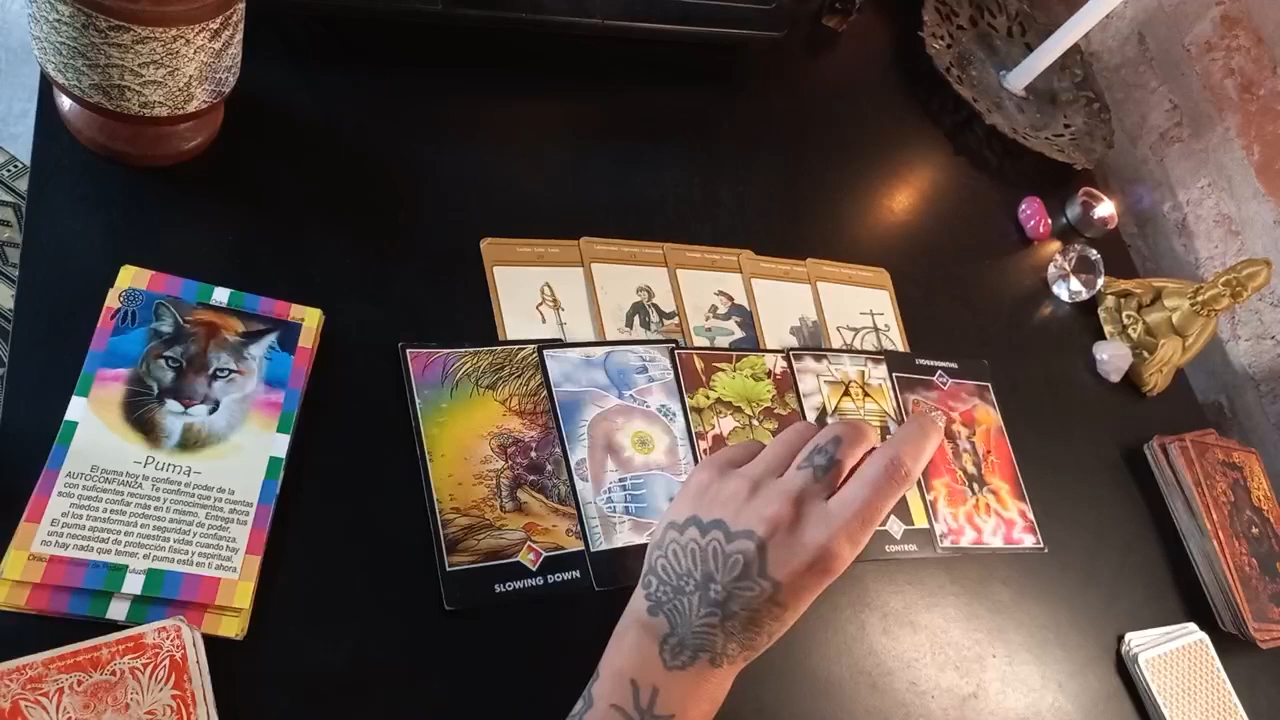 -Puma-
El puma hoy te confiere el poder de la
AUTOCONFIANZA. Te confirma que ya cuentas
con suficientes recursos y conocimientos, ahora
solo queda confiar más en ti mismo. Entrega tus
miedos a este poderoso animal de poder,
el los transformará en seguridad y confianza.
El puma aparece en nuestras vidas cuando hay
una necesidad de protección física y espiritual,
no hay nada que temer, el puma está en ti ahora.
SLOWING DOWN
CONTROL
THUNDERBOLT